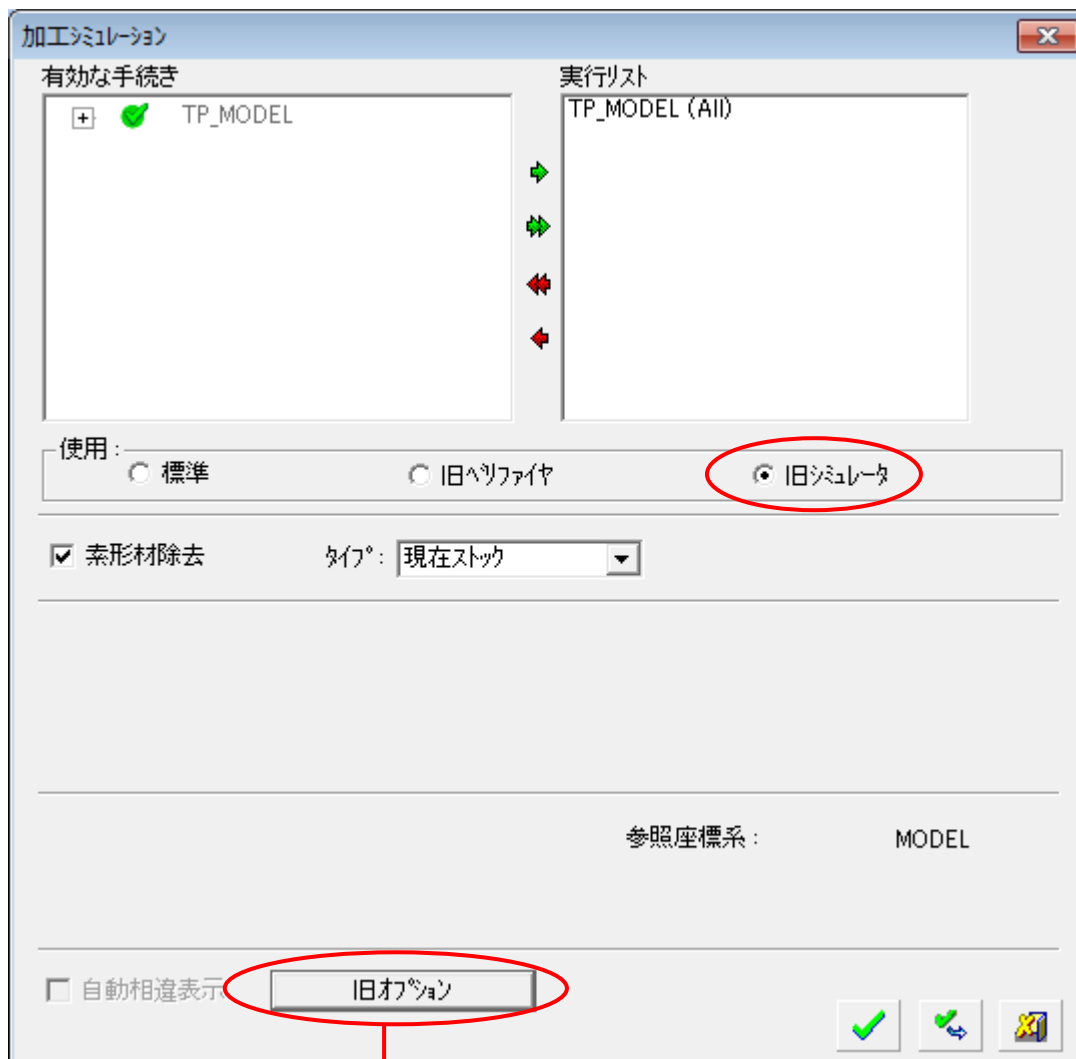 加工ｼﾐｭﾚｰｼｮﾝ
有効な手続き
実行リスト
TP_MODEL
TP_MODEL (All)
使用 :
標準
旧ﾍﾞﾘﾌｧｲﾔ
旧ｼﾐｭﾚｰﾀ
素形材除去
ﾀｲﾌﾟ :
現在ストック
参照座標系 :
MODEL
自動相違表示
旧ｵﾌﾟｼｮﾝ